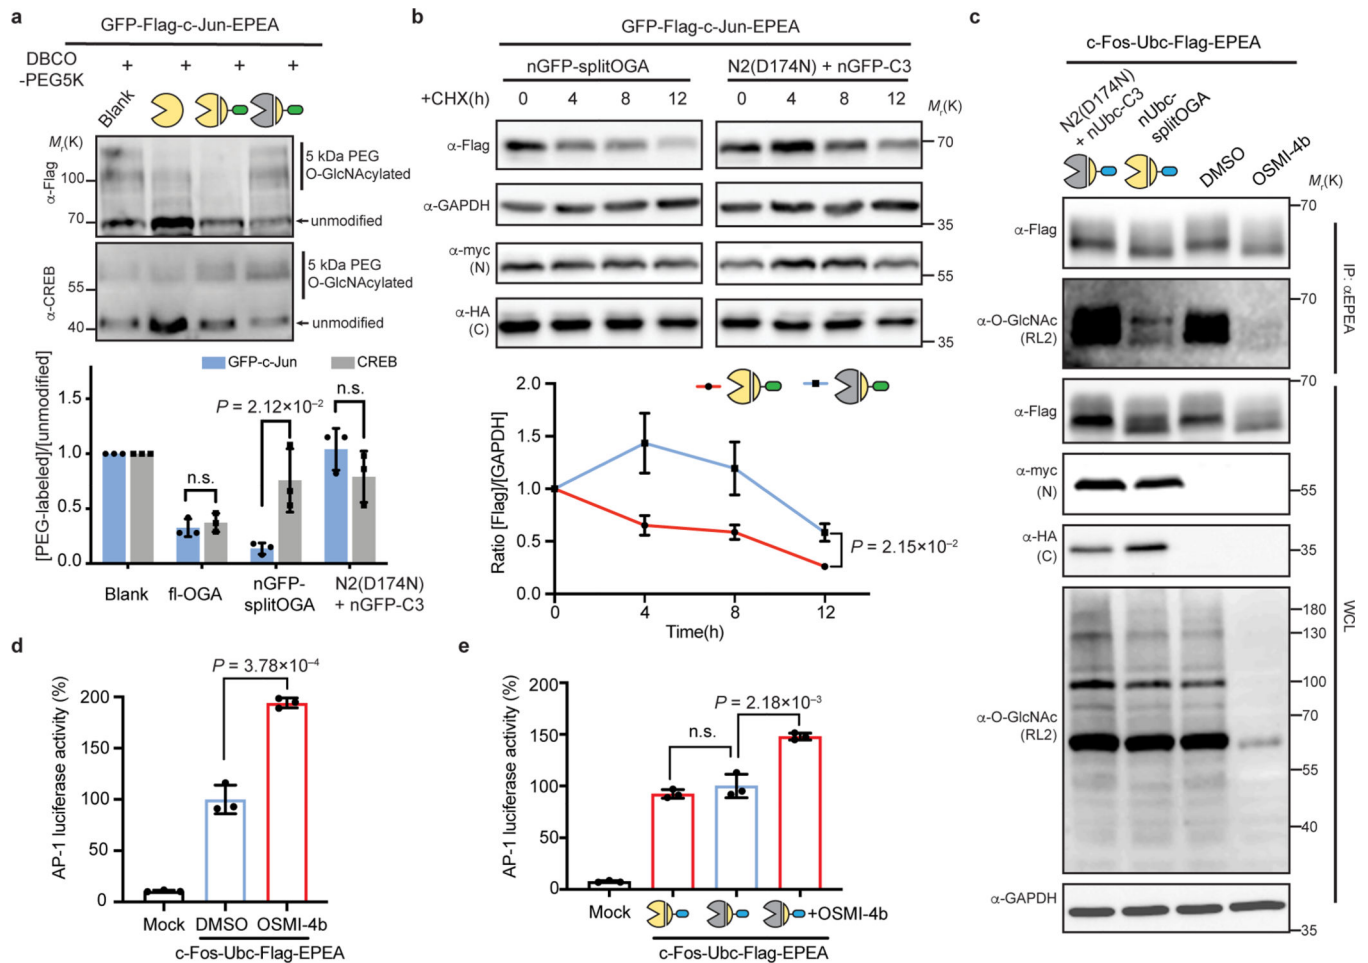 a
GFP-Flag-c-Jun-EPEA
DBCO
-PEG5K
+ + + +
Blank
Mr(K)
α-Flag
100
70
5 kDa PEG
O-GlcNAcylated
unmodified
α-CREB
55
40
5 kDa PEG
O-GlcNAcylated
unmodified
GFP-c-Jun CREB
[PEG-labeled]/[unmodified]
1.5
1.0
0.5
0.0
n.s.
P = 2.12×10⁻²
n.s.
Blank
fl-OGA
nGFP-
splitOGA
N2(D174N)
+ nGFP-C3
b
GFP-Flag-c-Jun-EPEA
nGFP-splitOGA N2(D174N) + nGFP-C3
+CHX(h) 0 4 8 12 0 4 8 12
Mr(K)
α-Flag
70
α-GAPDH
35
α-myc
(N)
55
α-HA
(C)
35
Ratio [Flag]/[GAPDH]
2.0
1.5
1.0
0.5
0.0
P = 2.15×10⁻²
0 4 8 12
Time(h)
c
c-Fos-Ubc-Flag-EPEA
N2(D174N)
+ nUbc-C3
nUbc-
splitOGA
DMSO
OSMI-4b
Mr(K)
70
α-Flag
70
α-O-GlcNAc
(RL2)
IP: αEPEA
70
α-Flag
α-myc
(N)
55
α-HA
(C)
35
WCL
180
130
100
70
α-O-GlcNAc
(RL2)
55
40
α-GAPDH
35
d
AP-1 luciferase activity (%)
200
150
100
50
0
P = 3.78×10⁻⁴
Mock DMSO OSMI-4b
c-Fos-Ubc-Flag-EPEA
e
AP-1 luciferase activity (%)
200
150
100
50
0
n.s.
P = 2.18×10⁻³
Mock +OSMI-4b
c-Fos-Ubc-Flag-EPEA